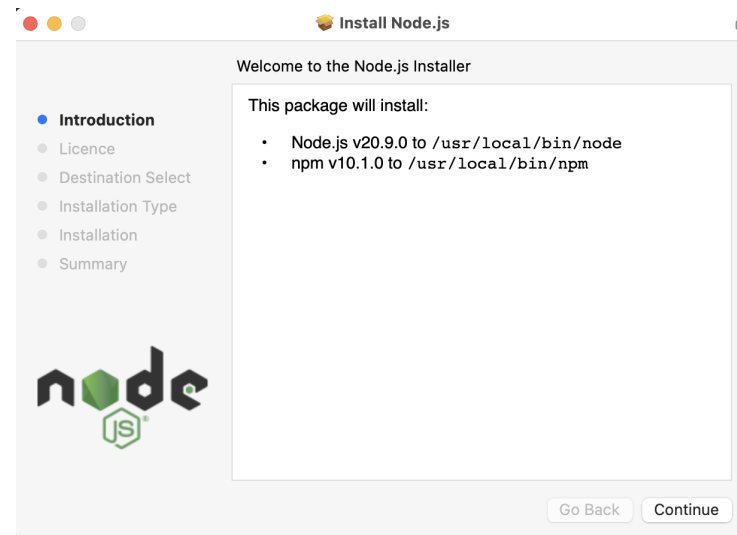 Install Node.js
Welcome to the Node.js Installer
Introduction
Licence
Destination Select
Installation Type
Installation
Summary
This package will install:
• Node.js v20.9.0 to /usr/local/bin/node
• npm v10.1.0 to /usr/local/bin/npm
node
JS
Go Back
Continue